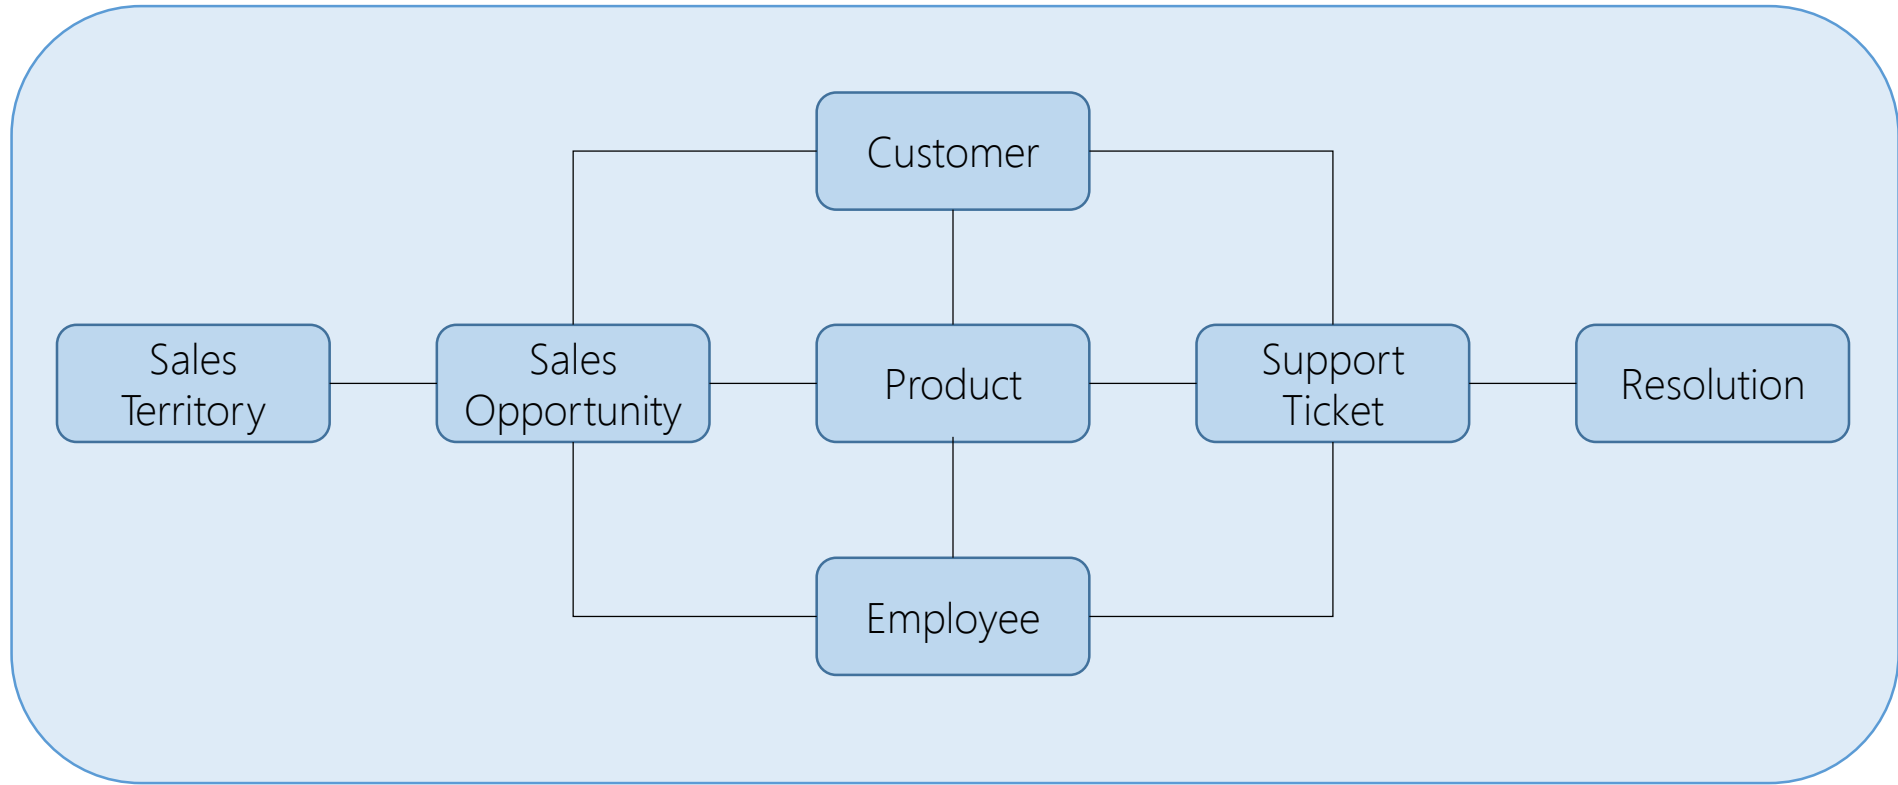 Customer
Sales
Territory
Sales
Opportunity
Product
Support
Ticket
Resolution
Employee